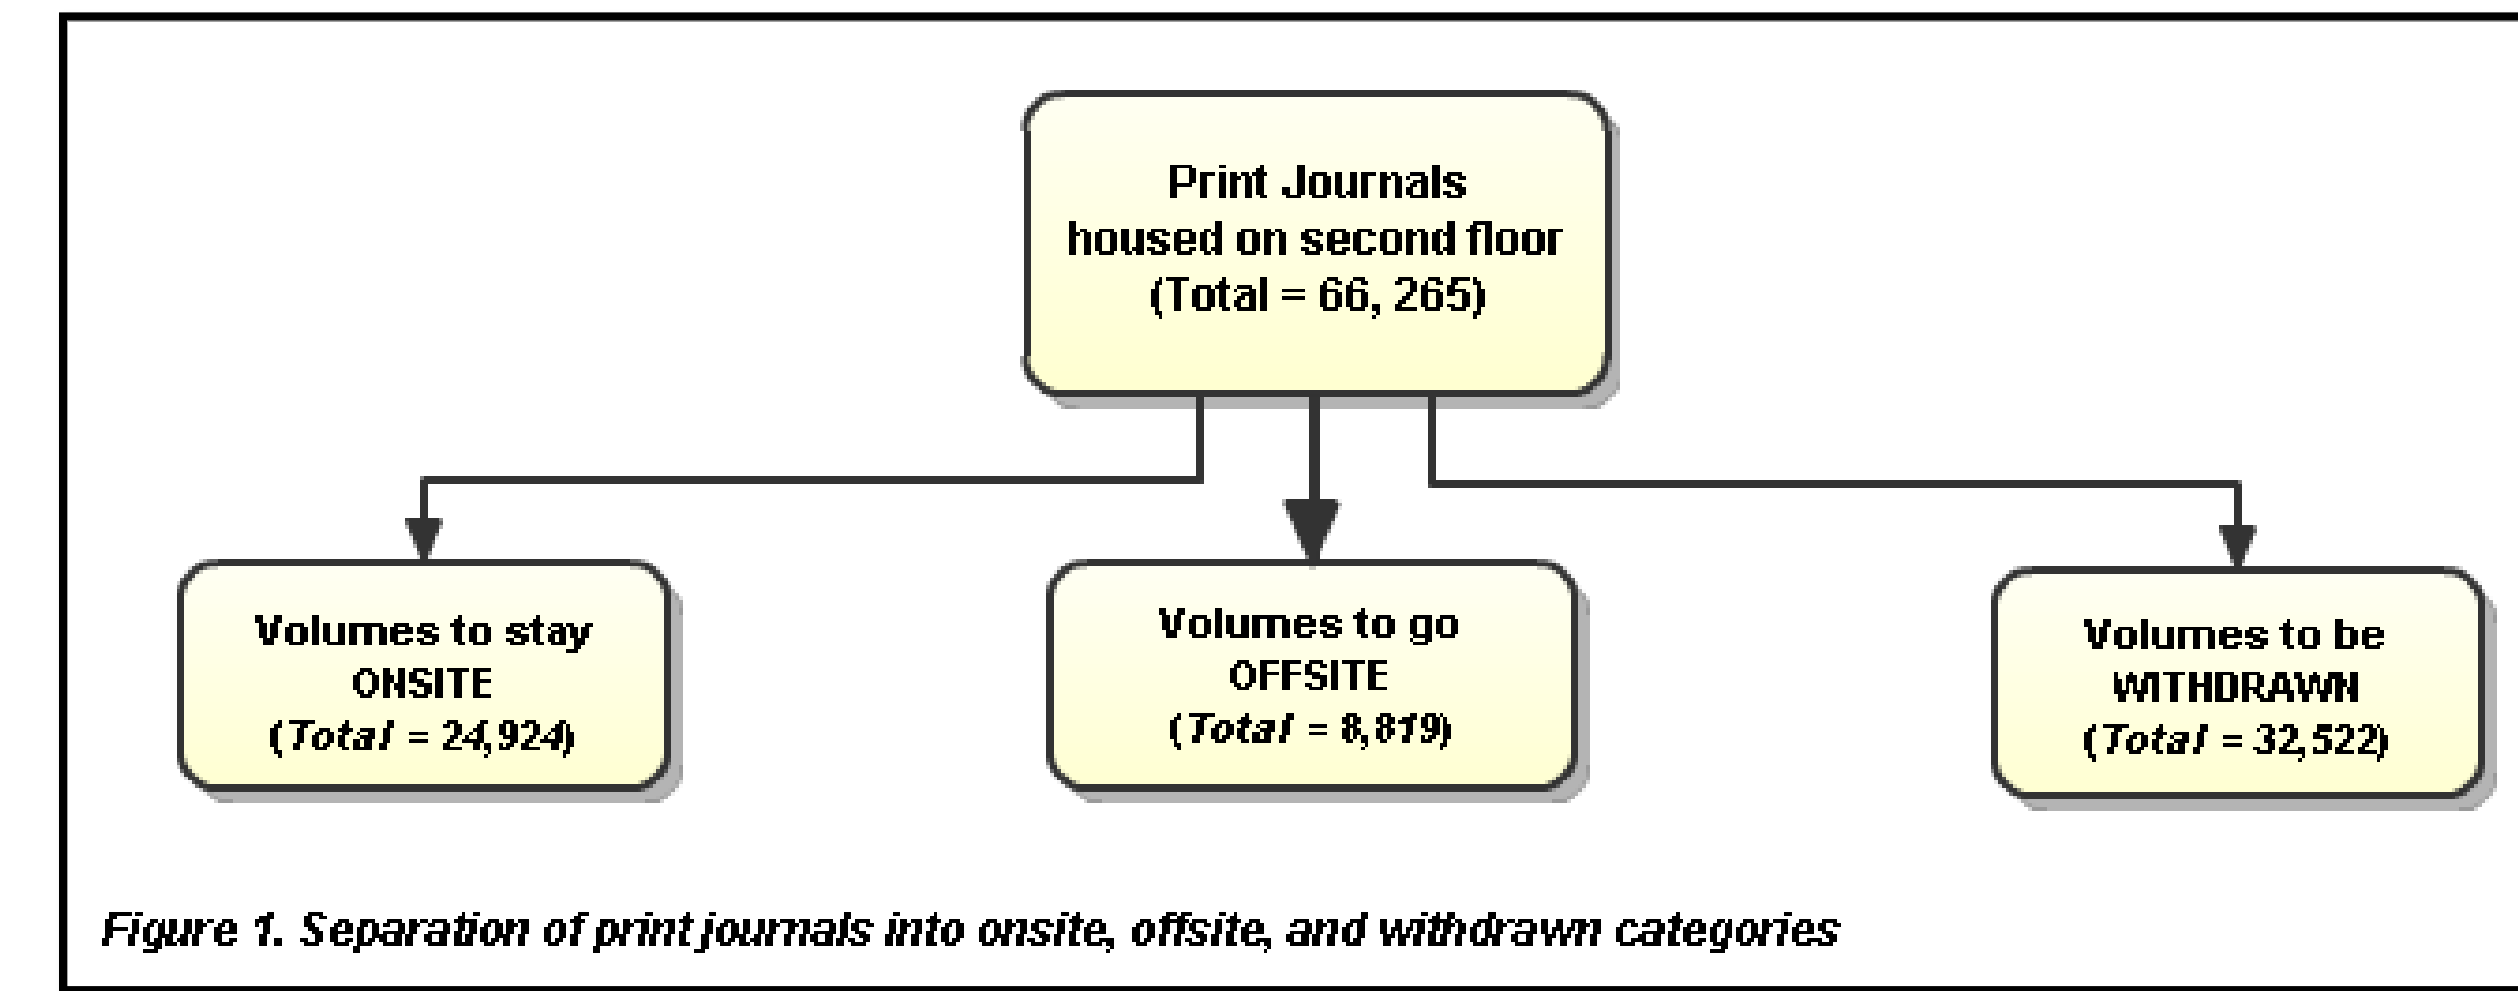 Print Journals
housed on second floor
(Total = 66, 265)
Volumes to stay
ONSITE
(Total = 24,924)
Volumes to go
OFFSITE
(Total = 8,819)
Volumes to be
WITHDRAWN
(Total = 32,522)
Figure 1. Separation of print journals into onsite, offsite, and withdrawn categories